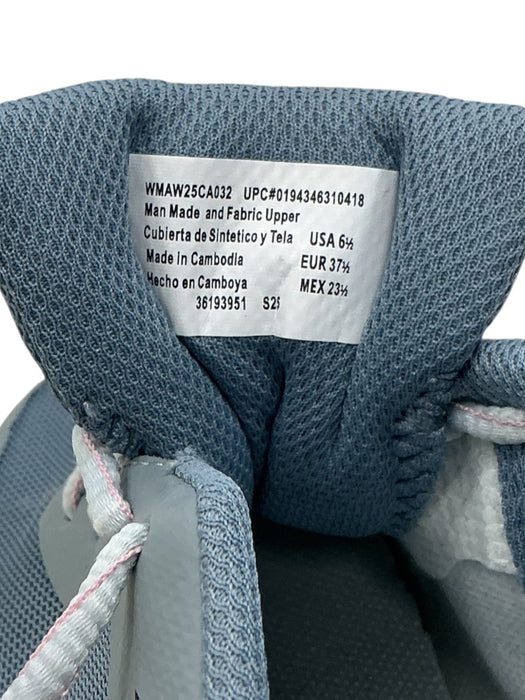 WMAW25CA032 UPC#0194346310418
Man Made and Fabric Upper
Cubierta de Sintetico y Tela USA 6½
Made in Cambodia EUR 37½
Hecho en Camboya MEX 23½
36193951 S25